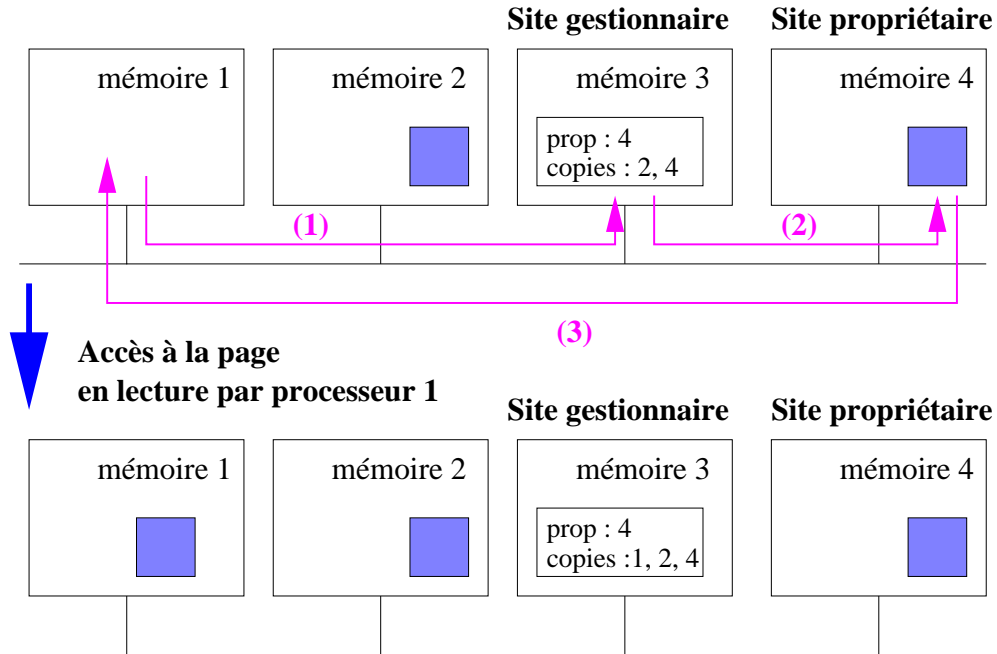 Site gestionnaire
Site propriétaire
mémoire 1
mémoire 2
mémoire 3
mémoire 4
prop : 4
copies : 2, 4
(1)
(2)
(3)
Accès à la page
en lecture par processeur 1
Site gestionnaire
Site propriétaire
mémoire 1
mémoire 2
mémoire 3
mémoire 4
prop : 4
copies :1, 2, 4